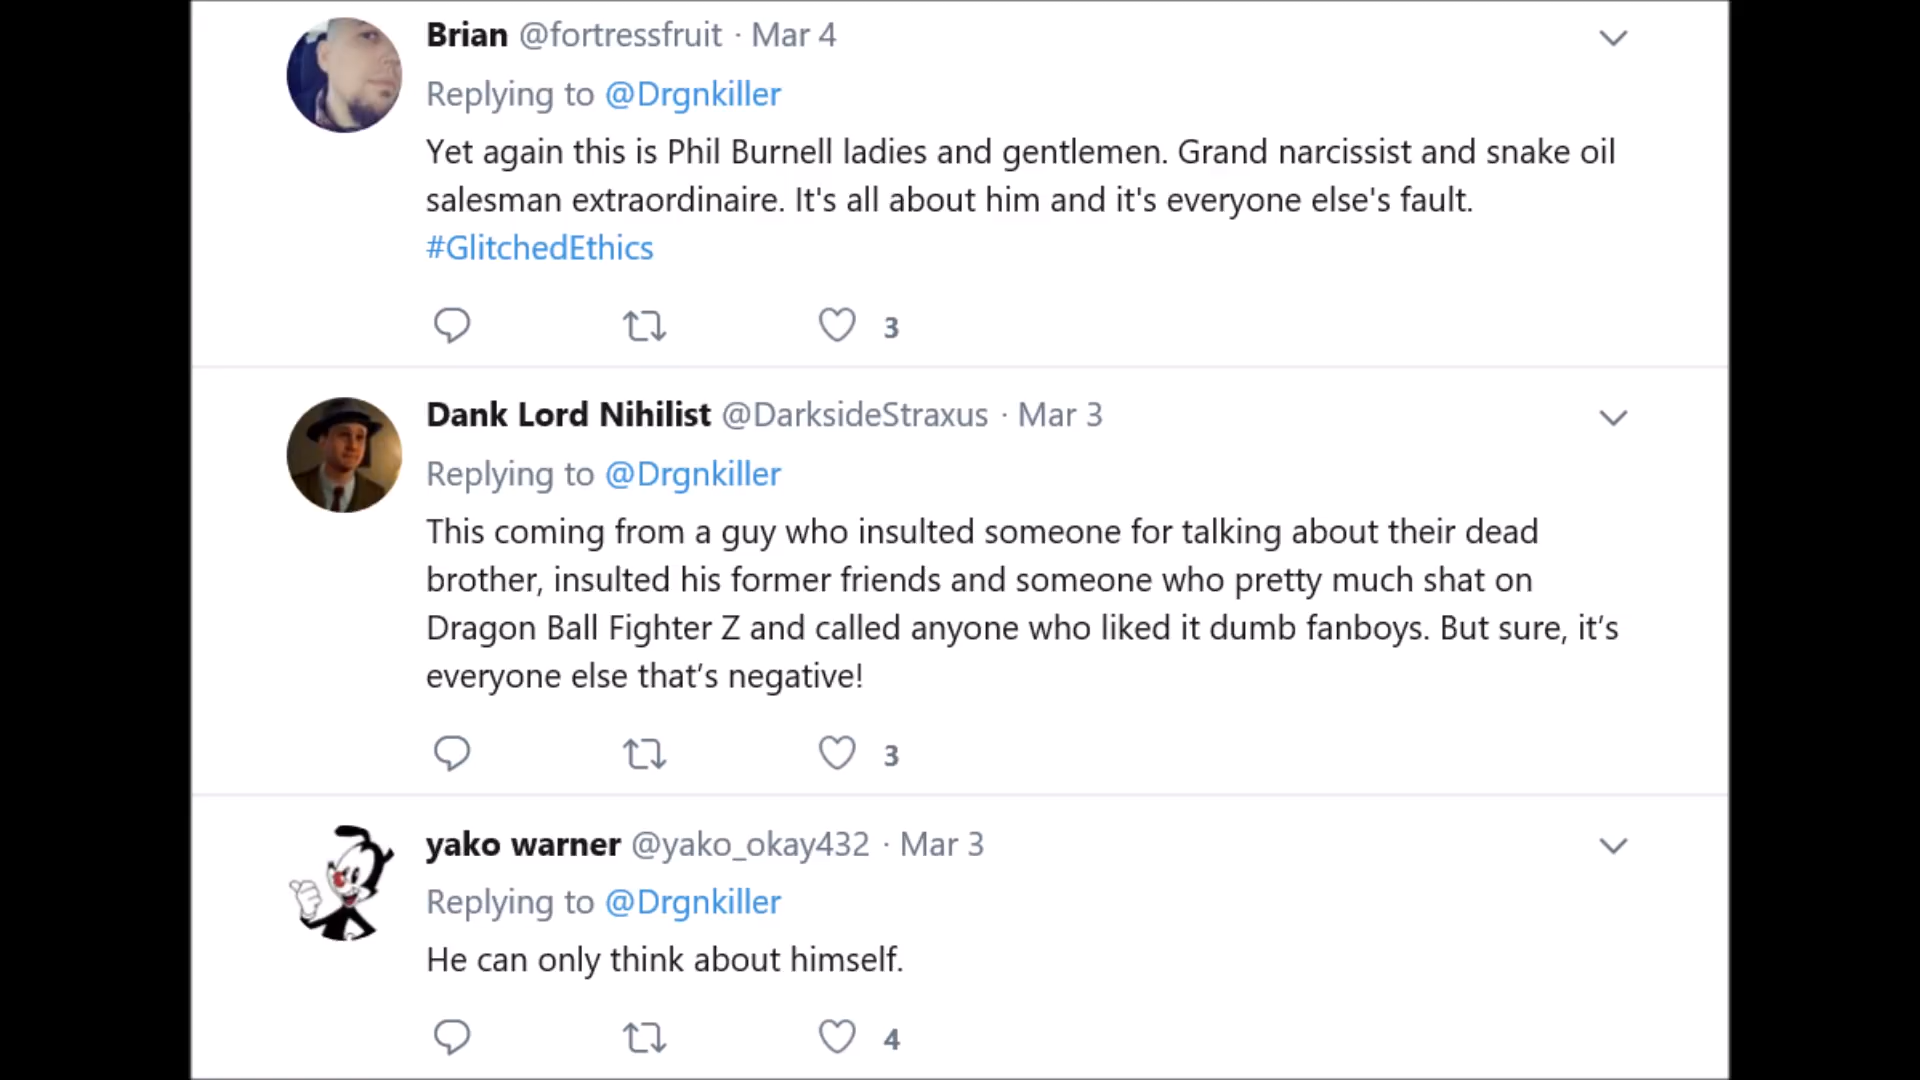 Brian @fortressfruit · Mar 4
Replying to @Drgnkiller
Yet again this is Phil Burnell ladies and gentlemen. Grand narcissist and snake oil
salesman extraordinaire. It's all about him and it's everyone else's fault.
#GlitchedEthics
3
Dank Lord Nihilist @DarksideStraxus · Mar 3
Replying to @Drgnkiller
This coming from a guy who insulted someone for talking about their dead
brother, insulted his former friends and someone who pretty much shat on
Dragon Ball Fighter Z and called anyone who liked it dumb fanboys. But sure, it’s
everyone else that’s negative!
3
yako warner @yako_okay432 · Mar 3
Replying to @Drgnkiller
He can only think about himself.
4